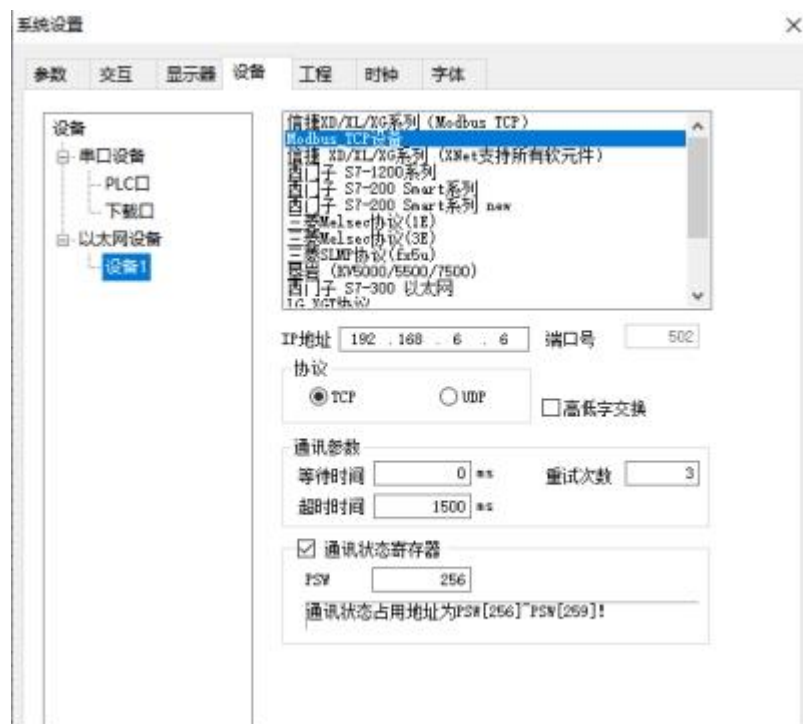 系统设置
参数 交互 显示器 设备 工程 时钟 字体
设备
串口设备
PLC口
下载口
以太网设备
设备1
信捷XD/XL/XG系列 (Modbus TCP)
Modbus TCP设备
信捷 XD/XL/XG系列 (XNet支持所有软元件)
西门子 S7-1200系列
西门子 S7-200 Smart系列
西门子 S7-200 Smart系列 new
三菱Melsec协议(1E)
三菱Melsec协议(3E)
三菱SLMP协议(fx5u)
基恩 (KV5000/5500/7500)
西门子 S7-300 以太网
LG XGT协议
IP地址 192 .168 . 6 . 6 端口号 502
协议
TCP UDP
高低字交换
通讯参数
等待时间 0 ms 重试次数 3
超时时间 1500 ms
通讯状态寄存器
PSW 256
通讯状态占用地址为PSW[256]~PSW[259]!